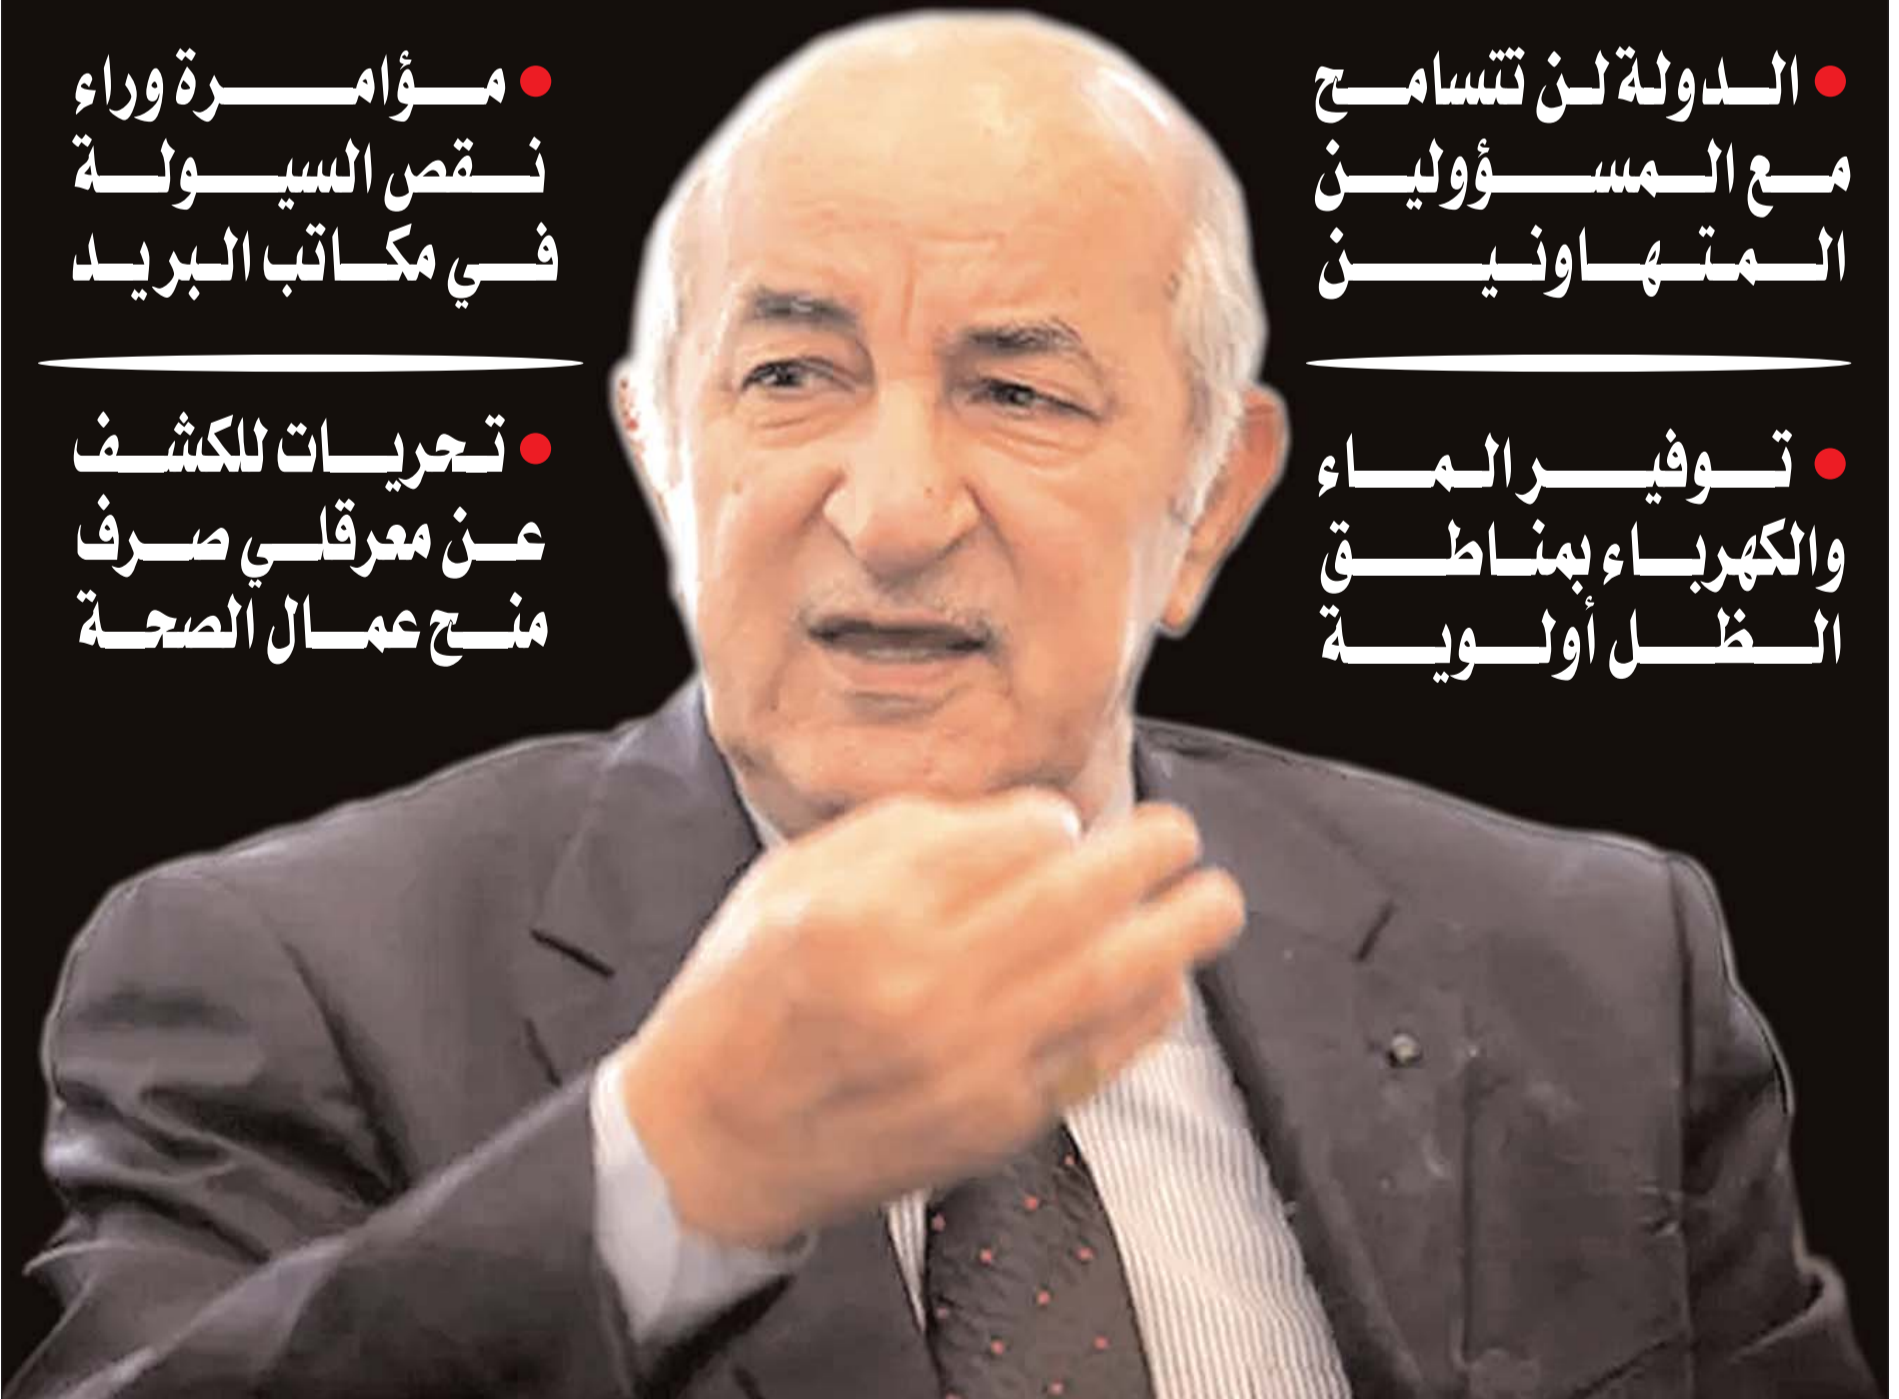 • الدولة لن تتسامح
مع المسؤولين
المتهاونين
• توفير الماء
والكهرباء بمناطق
الظل أولوية
• مؤامرة وراء
نقص السيولة
في مكاتب البريد
• تحريات للكشف
عن معرقلي صرف
منح عمال الصحة